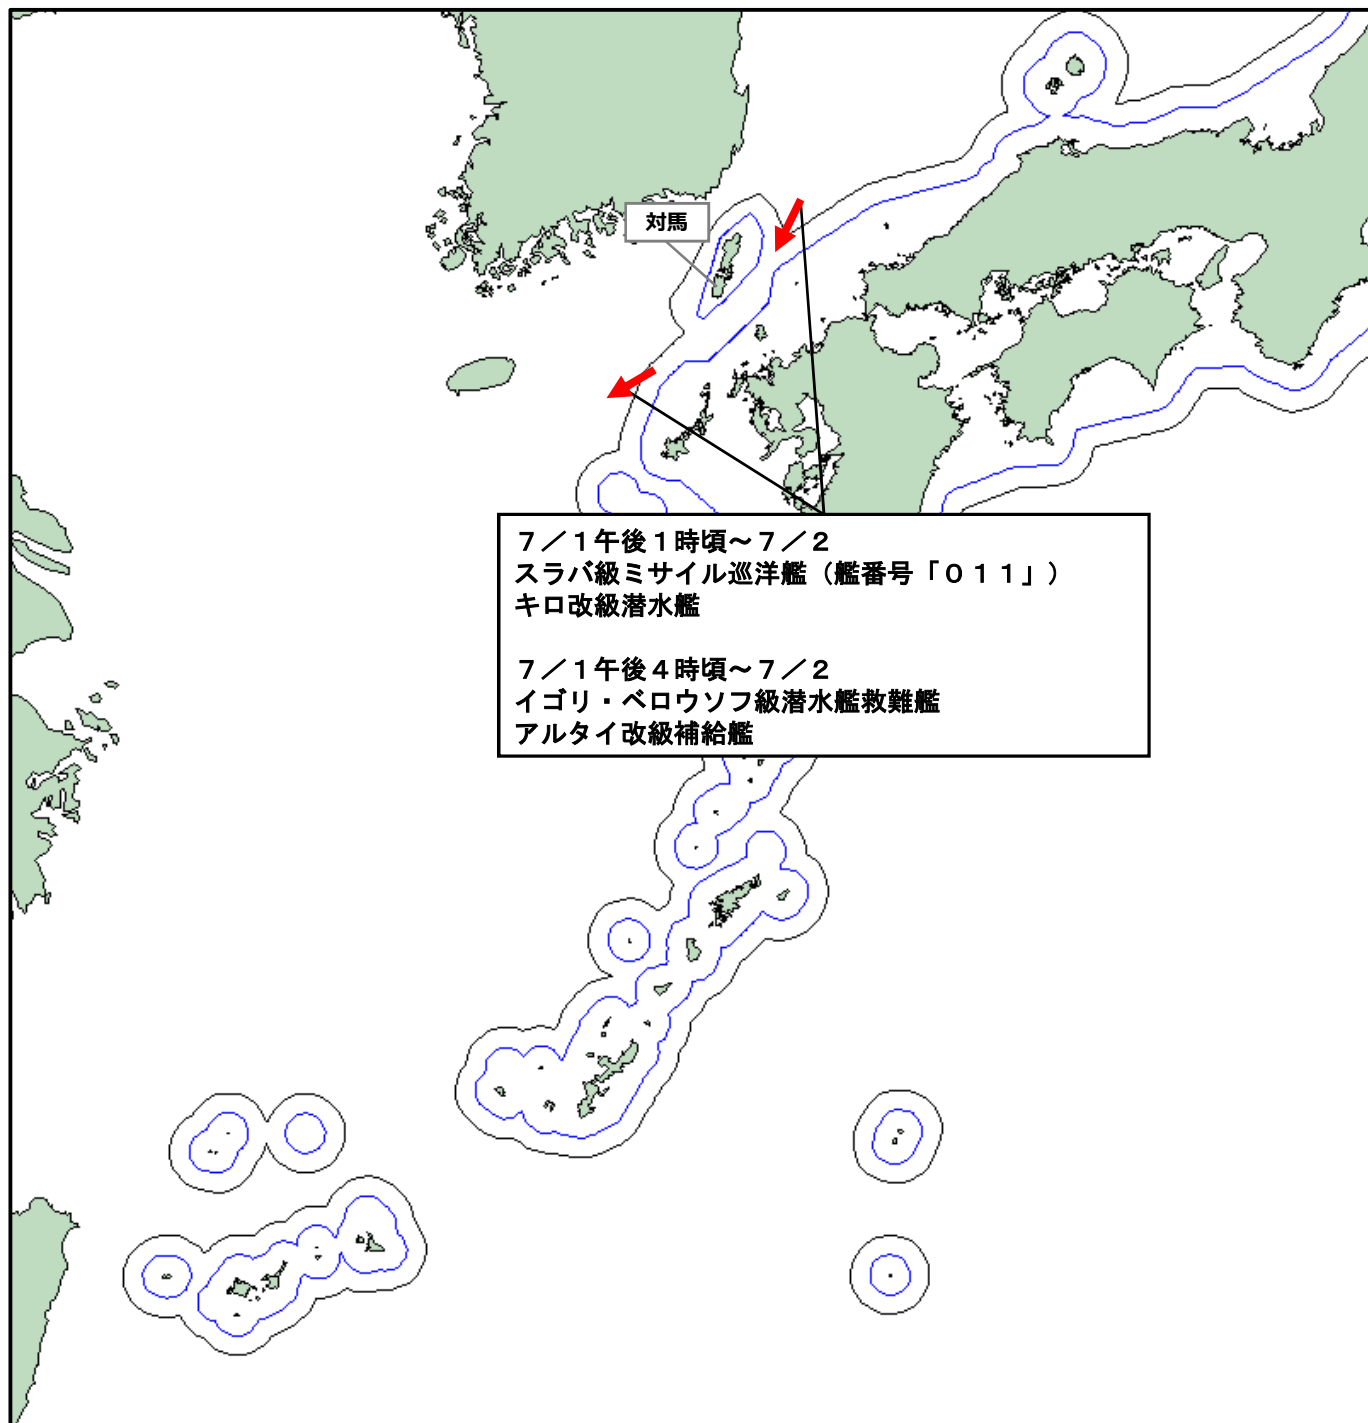 対馬
７／１午後１時頃～７／２
スラバ級ミサイル巡洋艦（艦番号「０１１」）
キロ改級潜水艦
７／１午後４時頃～７／２
イゴリ・ベロウソフ級潜水艦救難艦
アルタイ改級補給艦